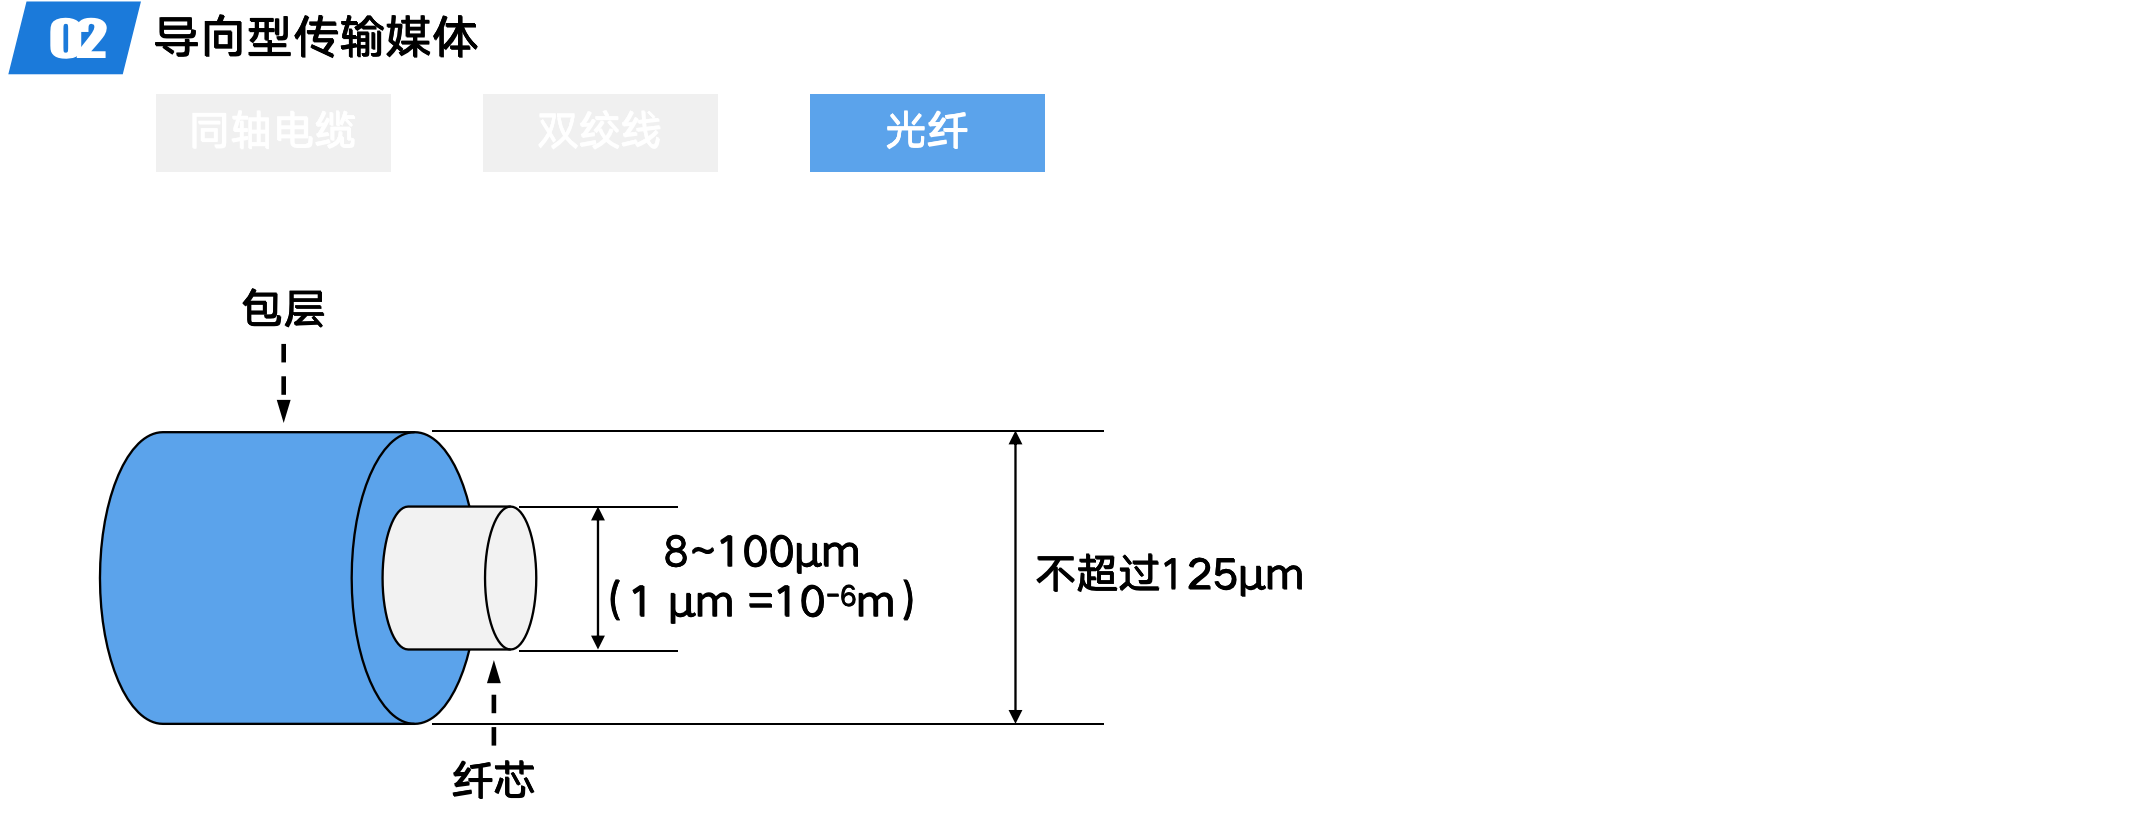 02 导向型传输媒体
同轴电缆 双绞线 光纤
包层
8~100μm
(1 μm =10⁻⁶m)
不超过125μm
纤芯